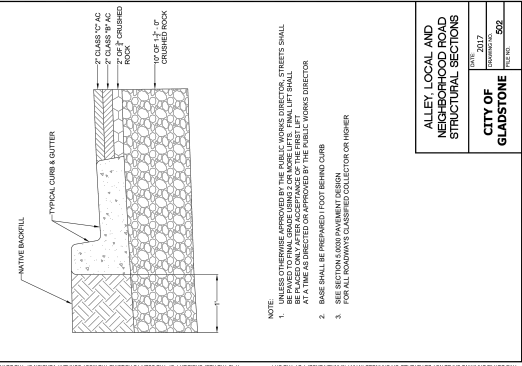 NATIVE BACKFILL
TYPICAL CURB & GUTTER
2" CLASS "C" AC
2" CLASS "B" AC
2" OF ¾" CRUSHED
ROCK
10" OF 1-½"- 0"
CRUSHED ROCK
1'
NOTE:
1. UNLESS OTHERWISE APPROVED BY THE PUBLIC WORKS DIRECTOR, STREETS SHALL
BE PAVED TO FINAL GRADE USING 2 OR MORE LIFTS. FINAL LIFT SHALL
BE PLACED ONLY AFTER ACCEPTANCE OF THE FIRST LIFT
AT A TIME AS DIRECTED OR APPROVED BY THE PUBLIC WORKS DIRECTOR
2. BASE SHALL BE PREPARED I FOOT BEHIND CURB
3. SEE SECTION 5.0030 PAVEMENT DESIGN
FOR ALL ROADWAYS CLASSIFIED COLLECTOR OR HIGHER
ALLEY, LOCAL AND
NEIGHBORHOOD ROAD
STRUCTURAL SECTIONS
CITY OF
GLADSTONE
DATE:
2017
DRAWING NO.
502
FILE NO.